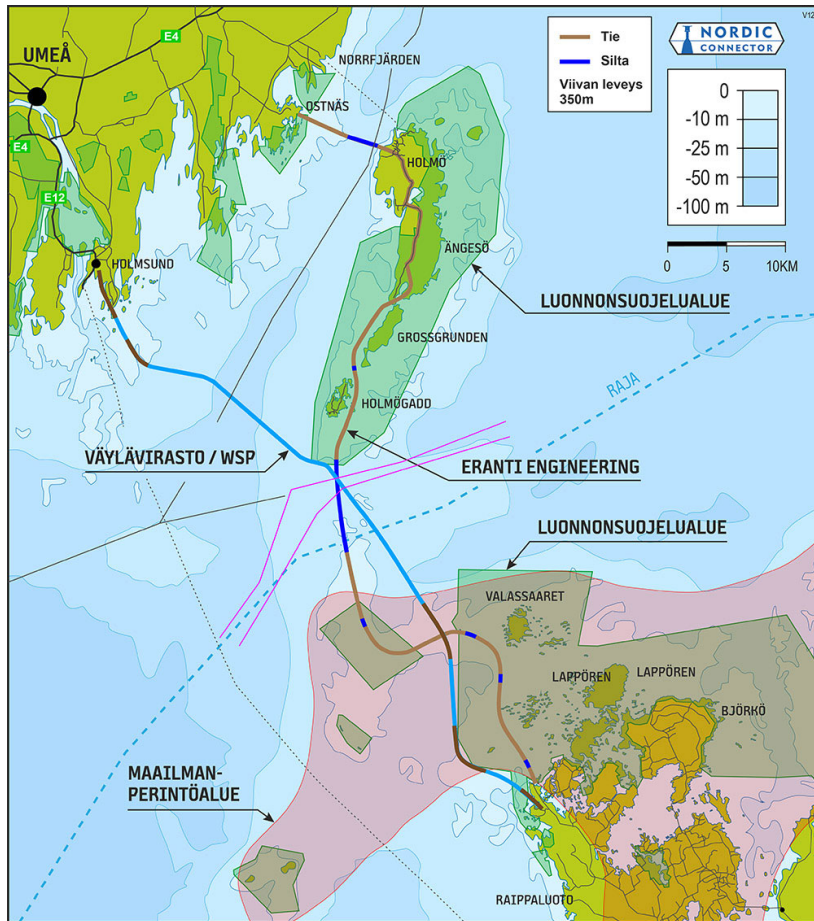 E4
UMEÅ
NORRFJÄRDEN
OSTNÄS
Tie
Silta
Viivan leveys
350m
NORDIC
CONNECTOR
V12
0
-10 m
-25 m
-50 m
-100 m
0
5
10KM
E4
HOLMÖ
E12
HOLMSUND
ÄNGESÖ
LUONNONSUOJELUALUE
GROSSGRUNDEN
RAJA
HOLMÖGADD
VÄYLÄVIRASTO / WSP
ERANTI ENGINEERING
LUONNONSUOJELUALUE
VALASSAARET
LAPPÖREN
LAPPÖREN
BJÖRKÖ
MAAILMAN-
PERINTÖALUE
RAIPPALUOTO